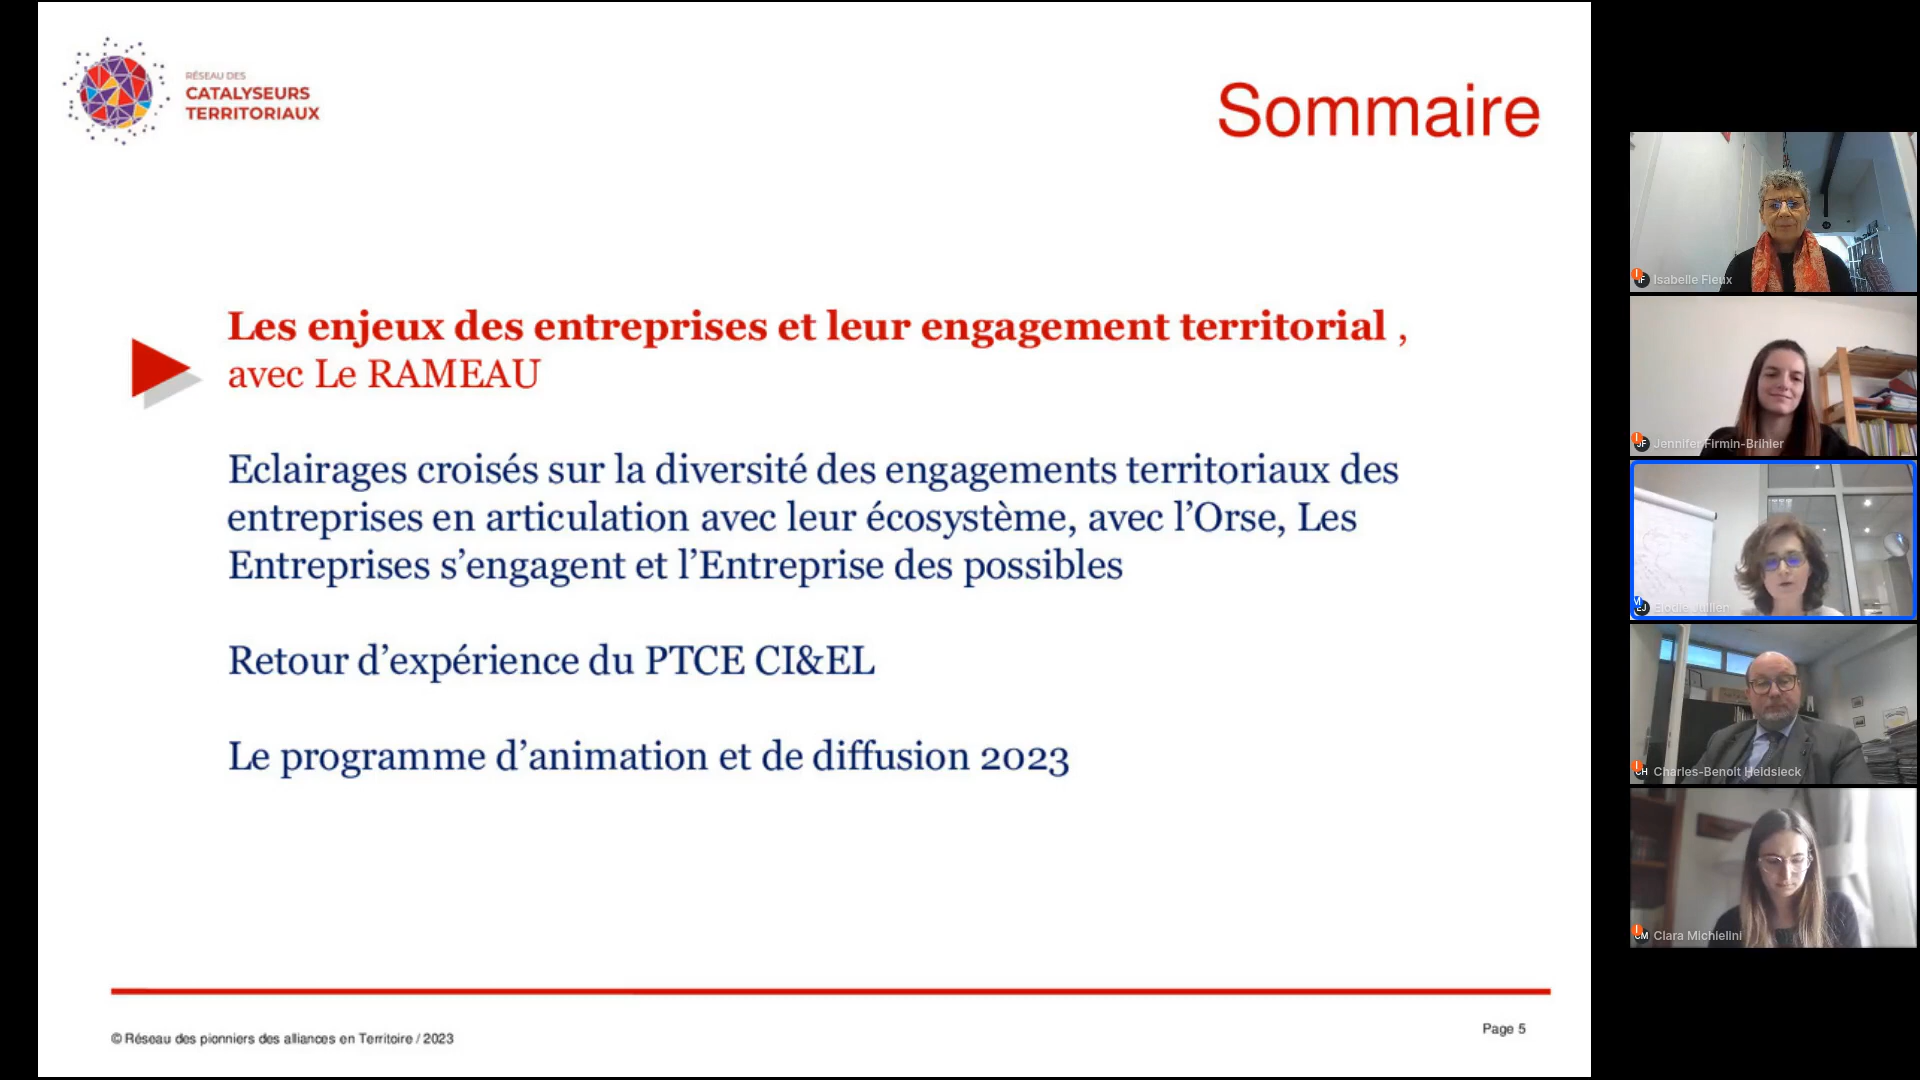 RÉSEAU DES
CATALYSEURS
TERRITORIAUX
Sommaire
Les enjeux des entreprises et leur engagement territorial ,
avec Le RAMEAU
Eclairages croisés sur la diversité des engagements territoriaux des
entreprises en articulation avec leur écosystème, avec l’Orse, Les
Entreprises s’engagent et l’Entreprise des possibles
Retour d’expérience du PTCE CI&EL
Le programme d’animation et de diffusion 2023
© Réseau des pionniers des alliances en Territoire / 2023
Page 5
IF Isabelle Fieux
JF Jennifer Firmin-Brihier
EJ Elodie Jullien
CH Charles-Benoît Heidsieck
CM Clara Michielini